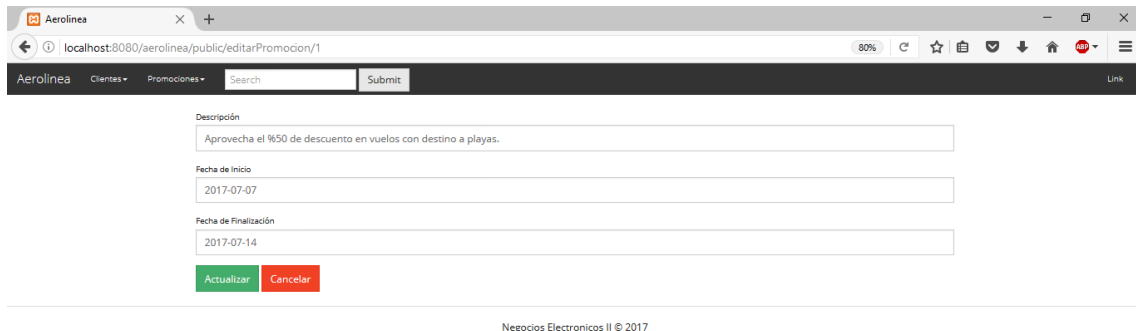 Aerolinea
localhost:8080/aerolinea/public/editarPromocion/1
80%
ABP
Aerolinea Clientes Promociones Search Submit Link
Descripción
Aprovecha el %50 de descuento en vuelos con destino a playas.
Fecha de Inicio
2017-07-07
Fecha de Finalización
2017-07-14
Actualizar Cancelar
Negocios Electronicos II © 2017